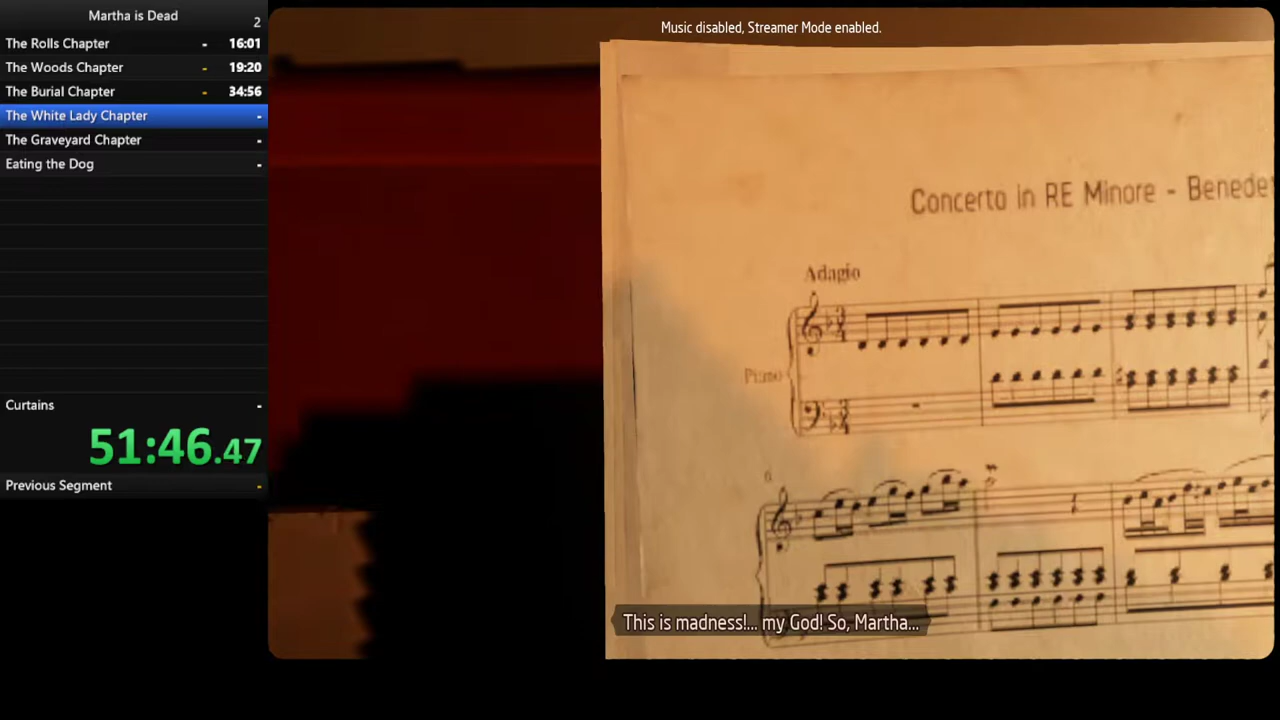 Martha is Dead
2
The Rolls Chapter - 16:01
The Woods Chapter - 19:20
The Burial Chapter - 34:56
The White Lady Chapter -
The Graveyard Chapter -
Eating the Dog -
Curtains -
51:46.47
Previous Segment -
Music disabled, Streamer Mode enabled.
Concerto in RE Minore - Benede
Adagio
Piano
6
This is madness!... my God! So, Martha...